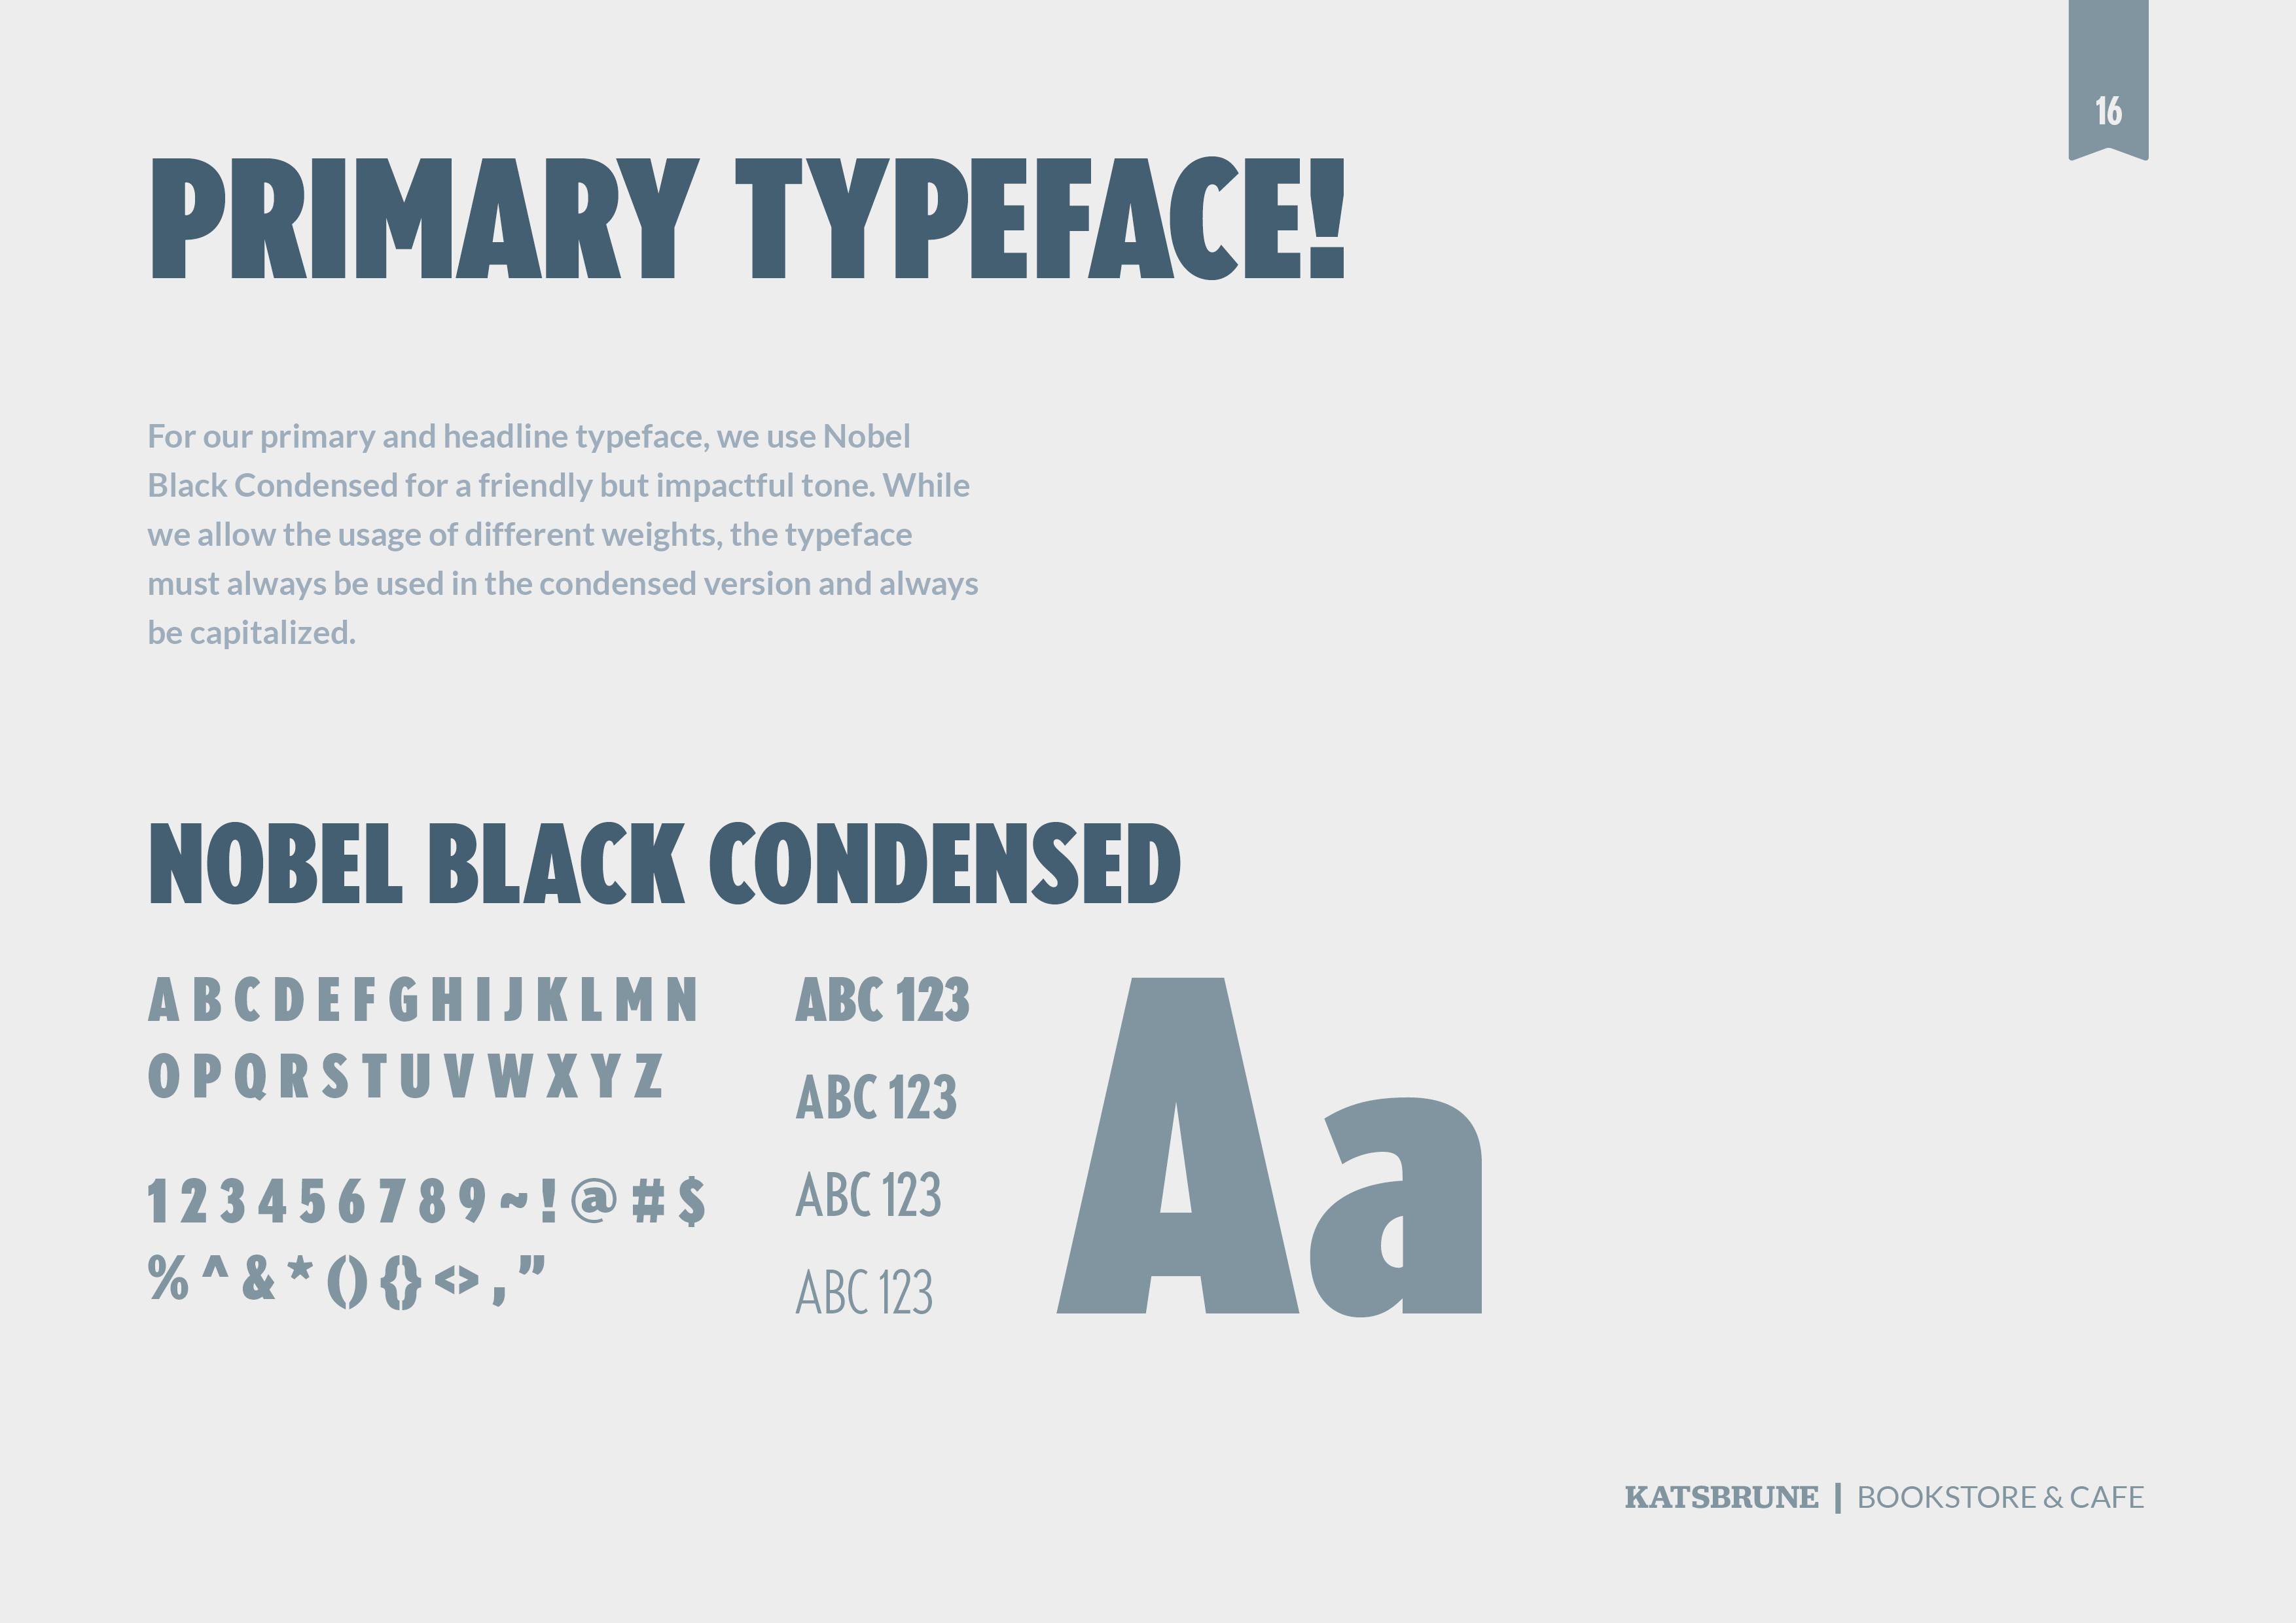 16
PRIMARY TYPEFACE!
For our primary and headline typeface, we use Nobel
Black Condensed for a friendly but impactful tone. While
we allow the usage of different weights, the typeface
must always be used in the condensed version and always
be capitalized.
NOBEL BLACK CONDENSED
A B C D E F G H I J K L M N
O P Q R S T U V W X Y Z
1 2 3 4 5 6 7 8 9 ~ ! @ # $
% ^ & * () {} <> , ”
ABC 123
ABC 123
ABC 123
ABC 123
Aa
KATSBRUNE | BOOKSTORE & CAFE